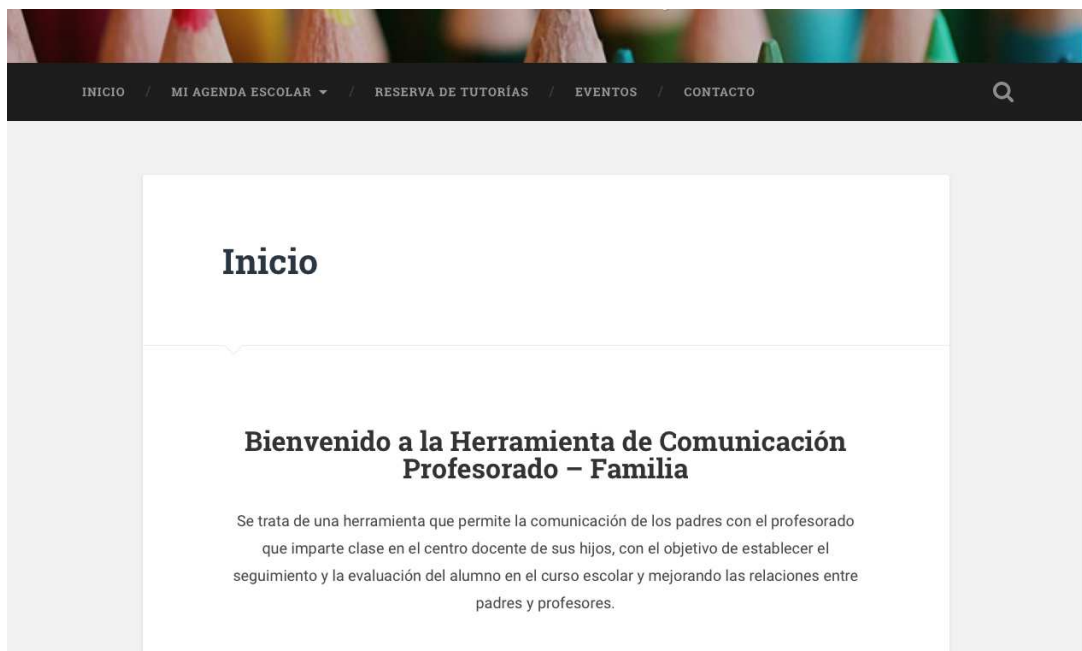 INICIO / MI AGENDA ESCOLAR / RESERVA DE TUTORÍAS / EVENTOS / CONTACTO
Inicio
Bienvenido a la Herramienta de Comunicación
Profesorado – Familia
Se trata de una herramienta que permite la comunicación de los padres con el profesorado
que imparte clase en el centro docente de sus hijos, con el objetivo de establecer el
seguimiento y la evaluación del alumno en el curso escolar y mejorando las relaciones entre
padres y profesores.